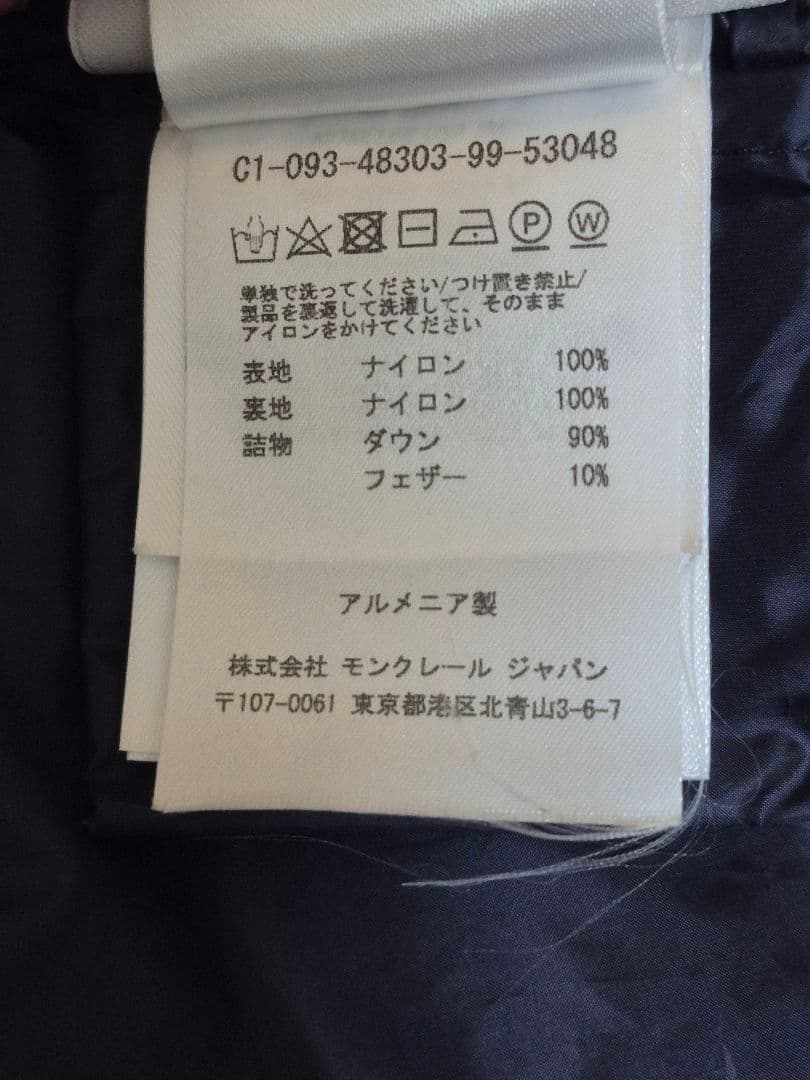 C1-093-48303-99-53048
P W
単独で洗ってください/つけ置き禁止/
製品を裏返して洗濯して、そのまま
アイロンをかけてください
表地 ナイロン 100%
裏地 ナイロン 100%
詰物 ダウン 90%
フェザー 10%
アルメニア製
株式会社 モンクレール ジャパン
〒107-0061 東京都港区北青山3-6-7